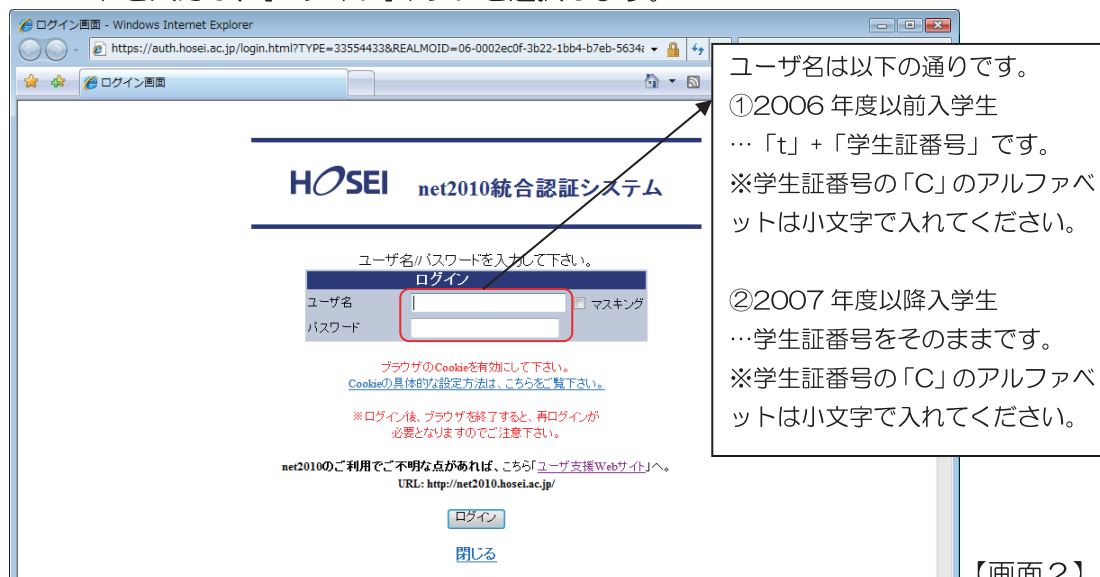 ログイン画面 - Windows Internet Explorer
https://auth.hosei.ac.jp/login.html?TYPE=33554433&REALMOID=06-0002ec0f-3b22-1bb4-b7eb-5634
ログイン画面
HOSEI net2010統合認証システム
ユーザ名/パスワードを入力して下さい。
ログイン
ユーザ名
マスキング
パスワード
ブラウザのCookieを有効にして下さい。
Cookieの具体的な設定方法は、こちらをご覧下さい。
※ログイン後、ブラウザを終了すると、再ログインが
必要となりますのでご注意下さい。
net2010のご利用でご不明な点があれば、こちら「ユーザ支援Webサイト」へ。
URL: http://net2010.hosei.ac.jp/
ログイン
閉じる
ユーザ名は以下の通りです。
①2006年度以前入学生
…「t」+「学生証番号」です。
※学生証番号の「C」のアルファベ
ットは小文字で入れてください。
②2007年度以降入学生
…学生証番号をそのままです。
※学生証番号の「C」のアルファベ
ットは小文字で入れてください。
【画面2】